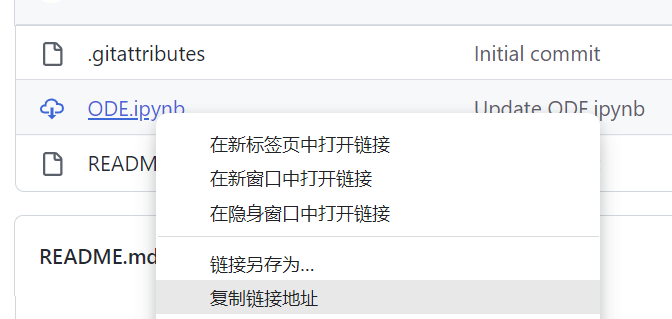 .gitattributes Initial commit
ODE.ipynb Update ODE.ipynb
READM
在新标签页中打开链接
在新窗口中打开链接
在隐身窗口中打开链接
README.md
链接另存为...
复制链接地址